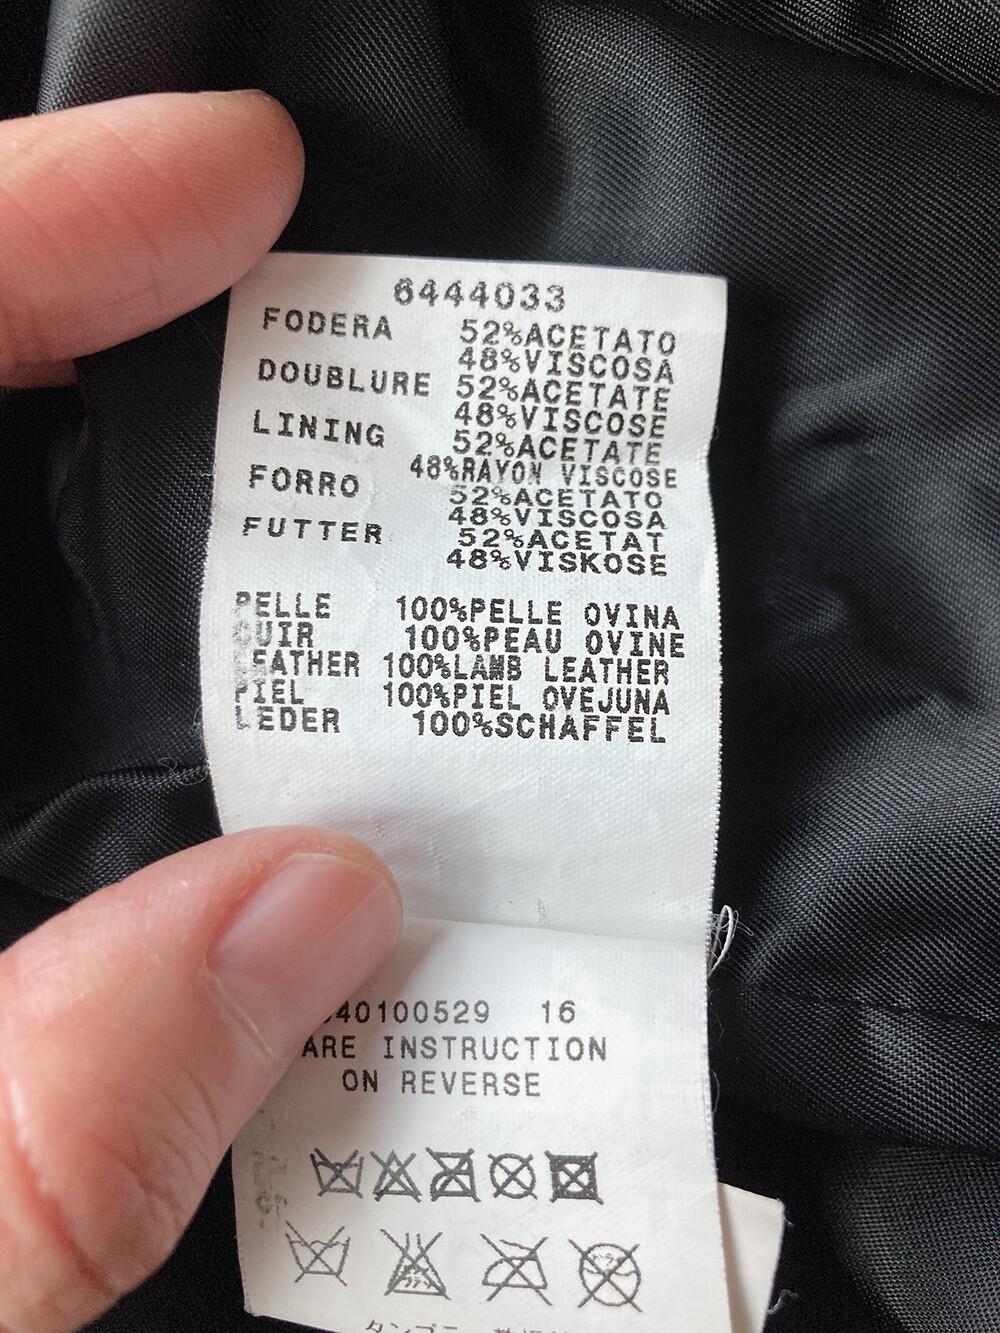 6444033
FODERA 52%ACETATO
48%VISCOSA
DOUBLURE 52%ACETATE
48%VISCOSE
LINING 52%ACETATE
48%RAYON VISCOSE
FORRO 52%ACETATO
48%VISCOSA
FUTTER 52%ACETAT
48%VISKOSE
PELLE 100%PELLE OVINA
CUIR 100%PEAU OVINE
LEATHER 100%LAMB LEATHER
PIEL 100%PIEL OVEJUNA
LEDER 100%SCHAFFEL
40100529 16
ARE INSTRUCTION
ON REVERSE